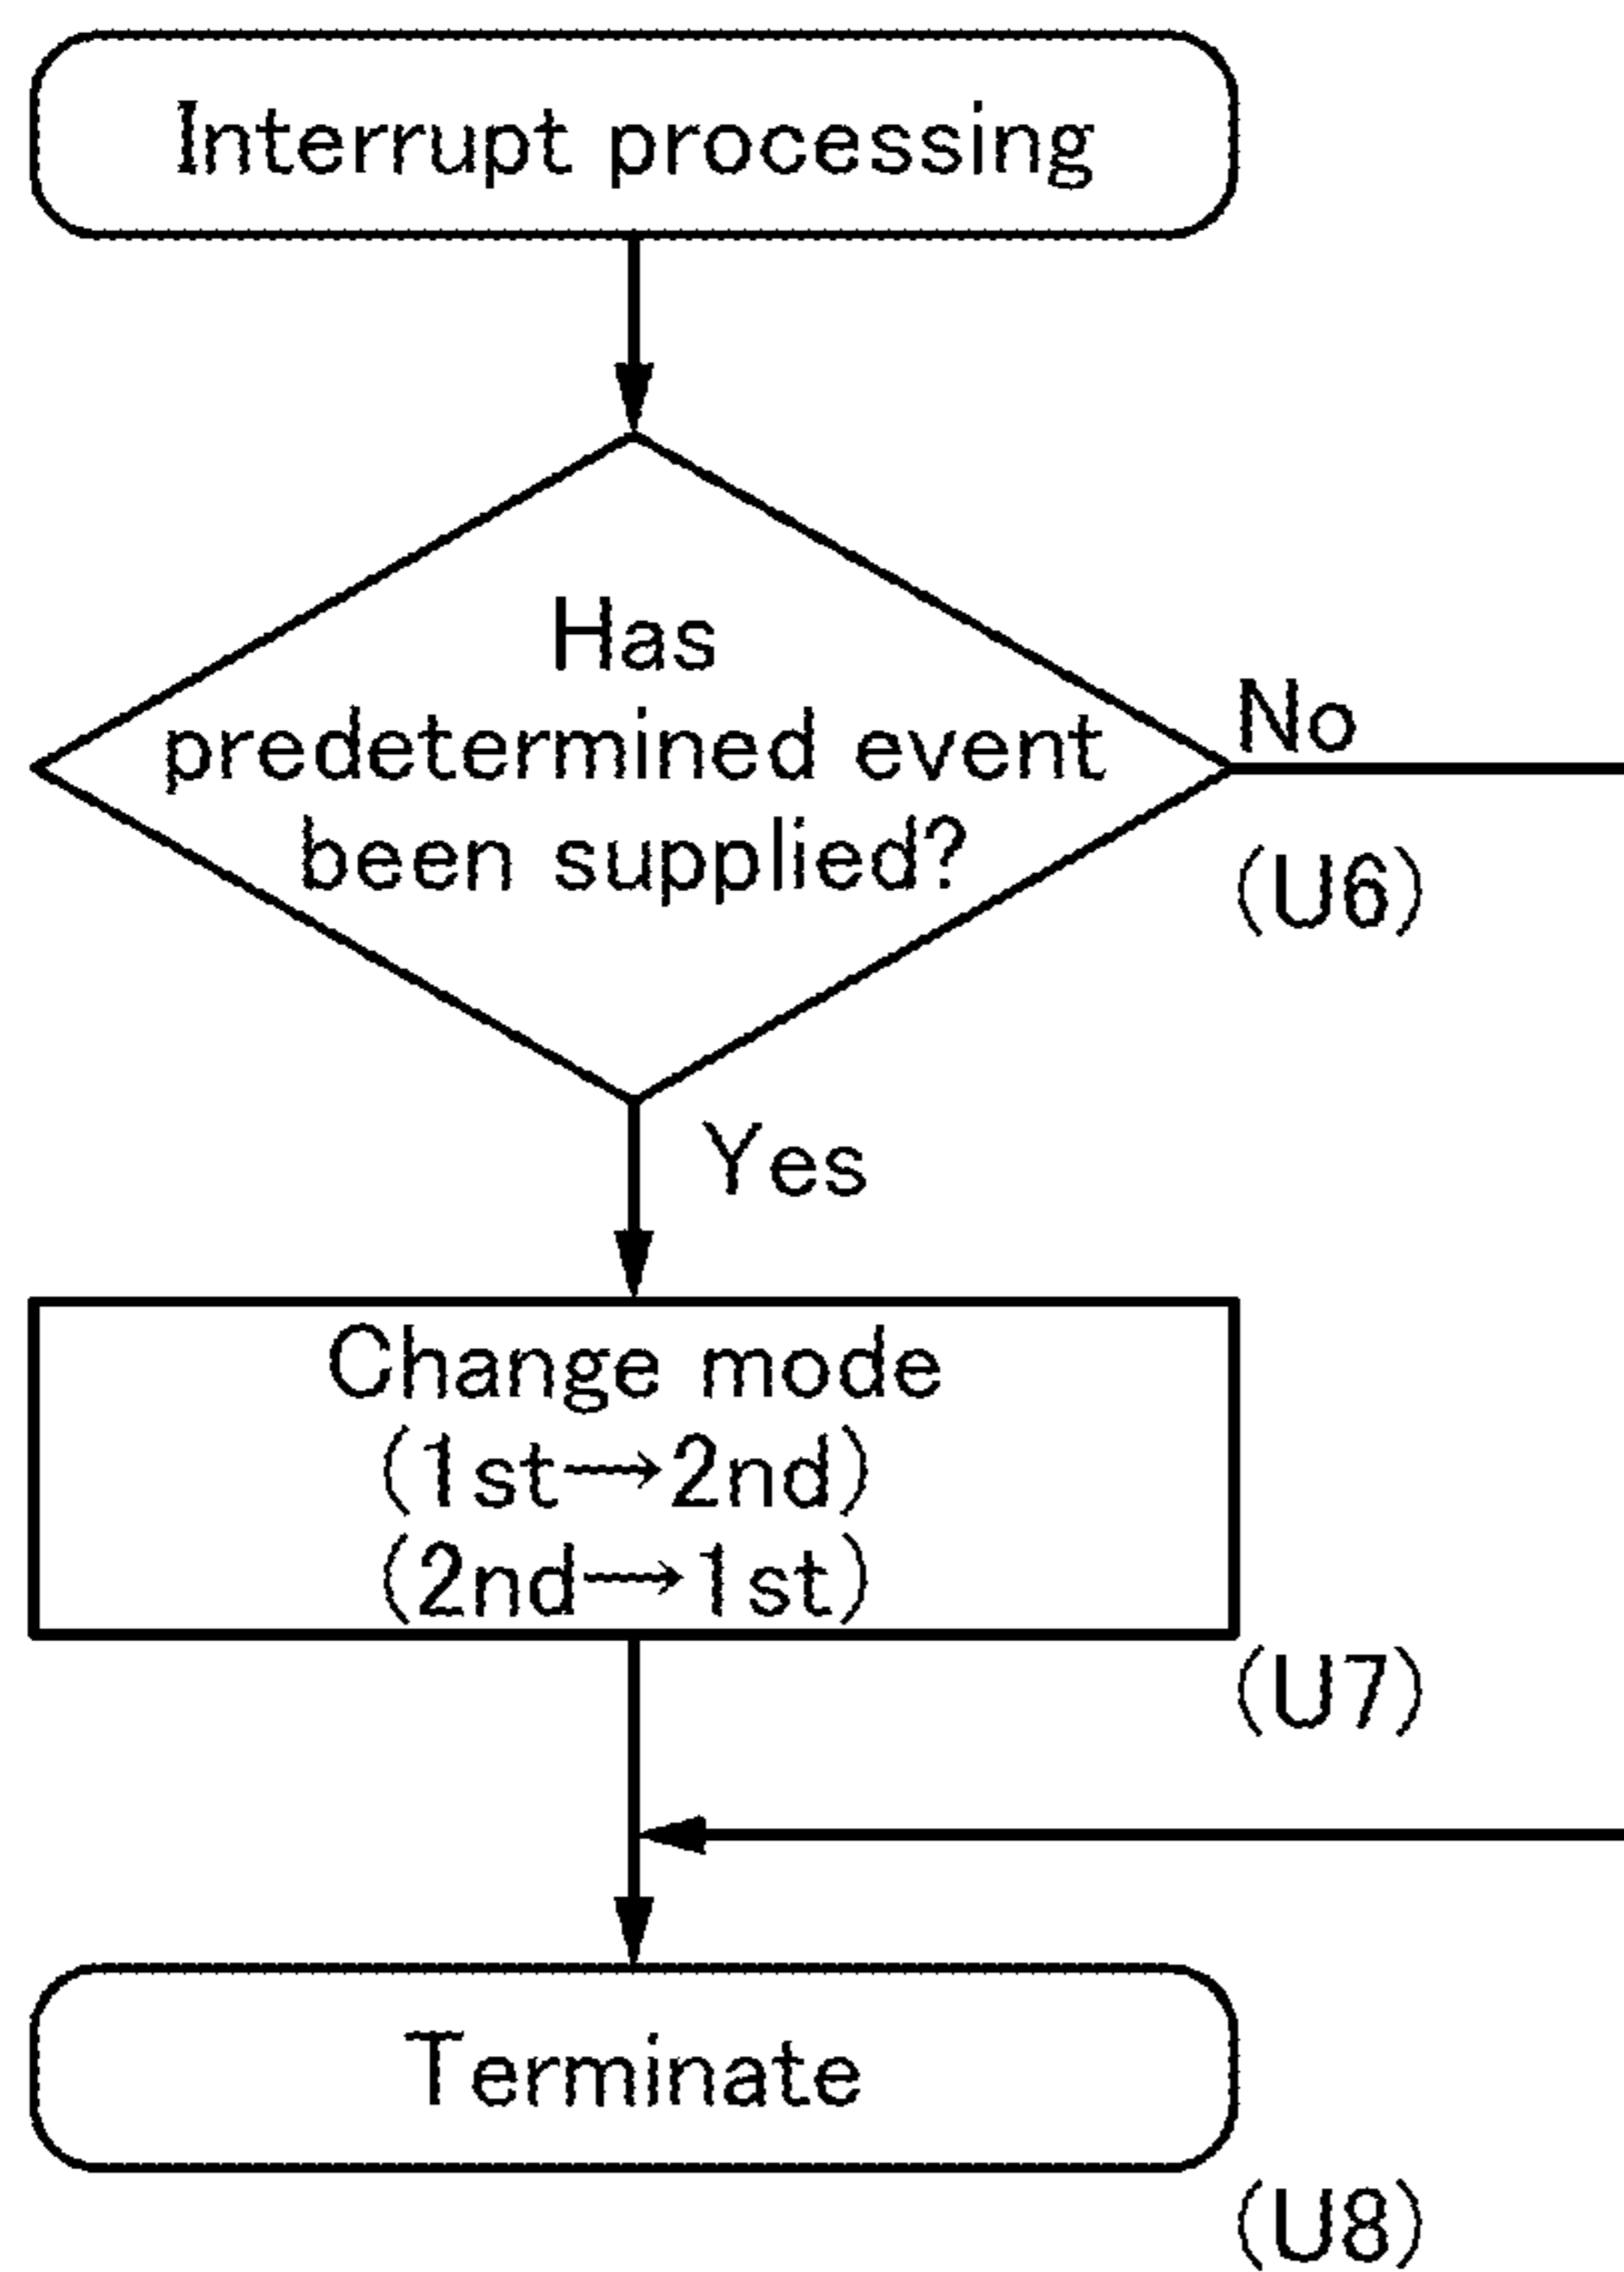 Interrupt processing
Has
predetermined event
been supplied?
No
(U6)
Yes
Change mode
(1st→2nd)
(2nd→1st)
(U7)
Terminate
(U8)